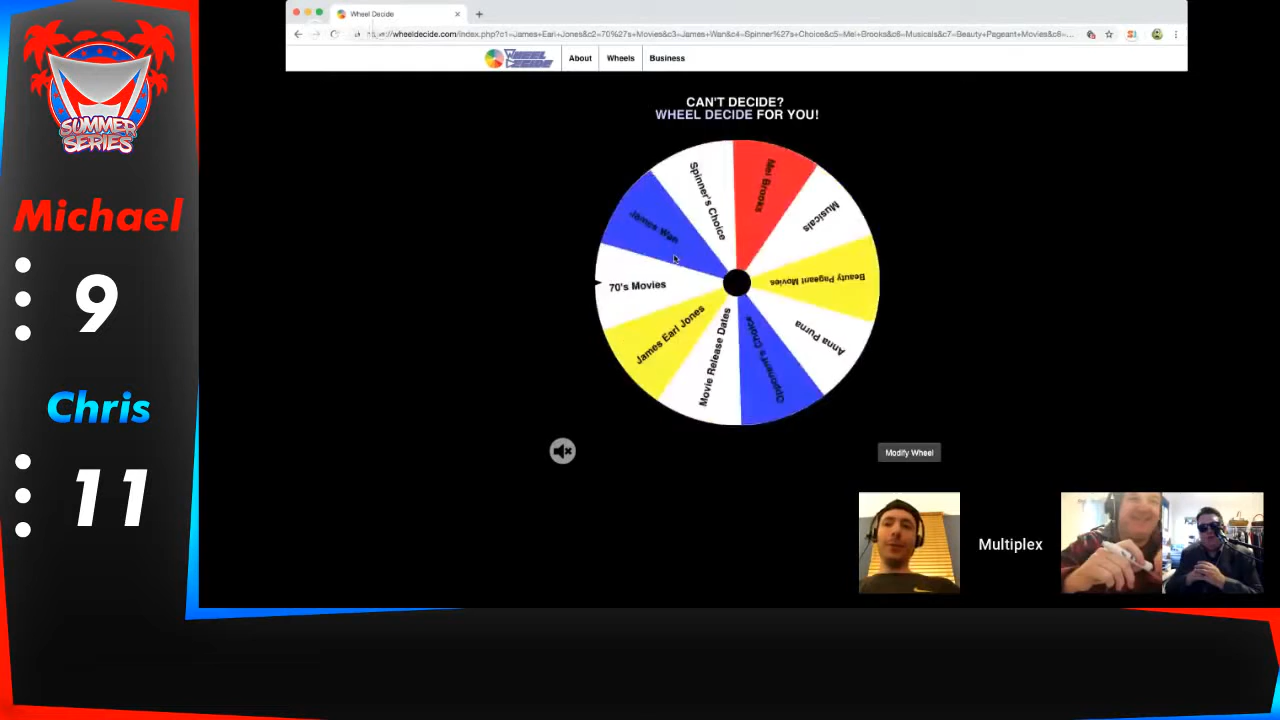 Wheel Decide
wheeldecide.com/index.php?c1=James+Earl+Jones&c2=70%27s+Movies&c3=James+Wan&c4=Spinner%27s+Choice&c5=Mel+Brooks&c6=Musicals&c7=Beauty+Pageant+Movies&c8=...
WHEEL
DECIDE
About
Wheels
Business
SUMMER
SERIES
CAN'T DECIDE?
WHEEL DECIDE FOR YOU!
Michael
9
Chris
11
Spinner's Choice
Mel Brooks
Musicals
Beauty Pageant Movies
Anna Purna
Opponent's Choice
Movie Release Dates
James Earl Jones
70's Movies
James Wan
Modify Wheel
Multiplex